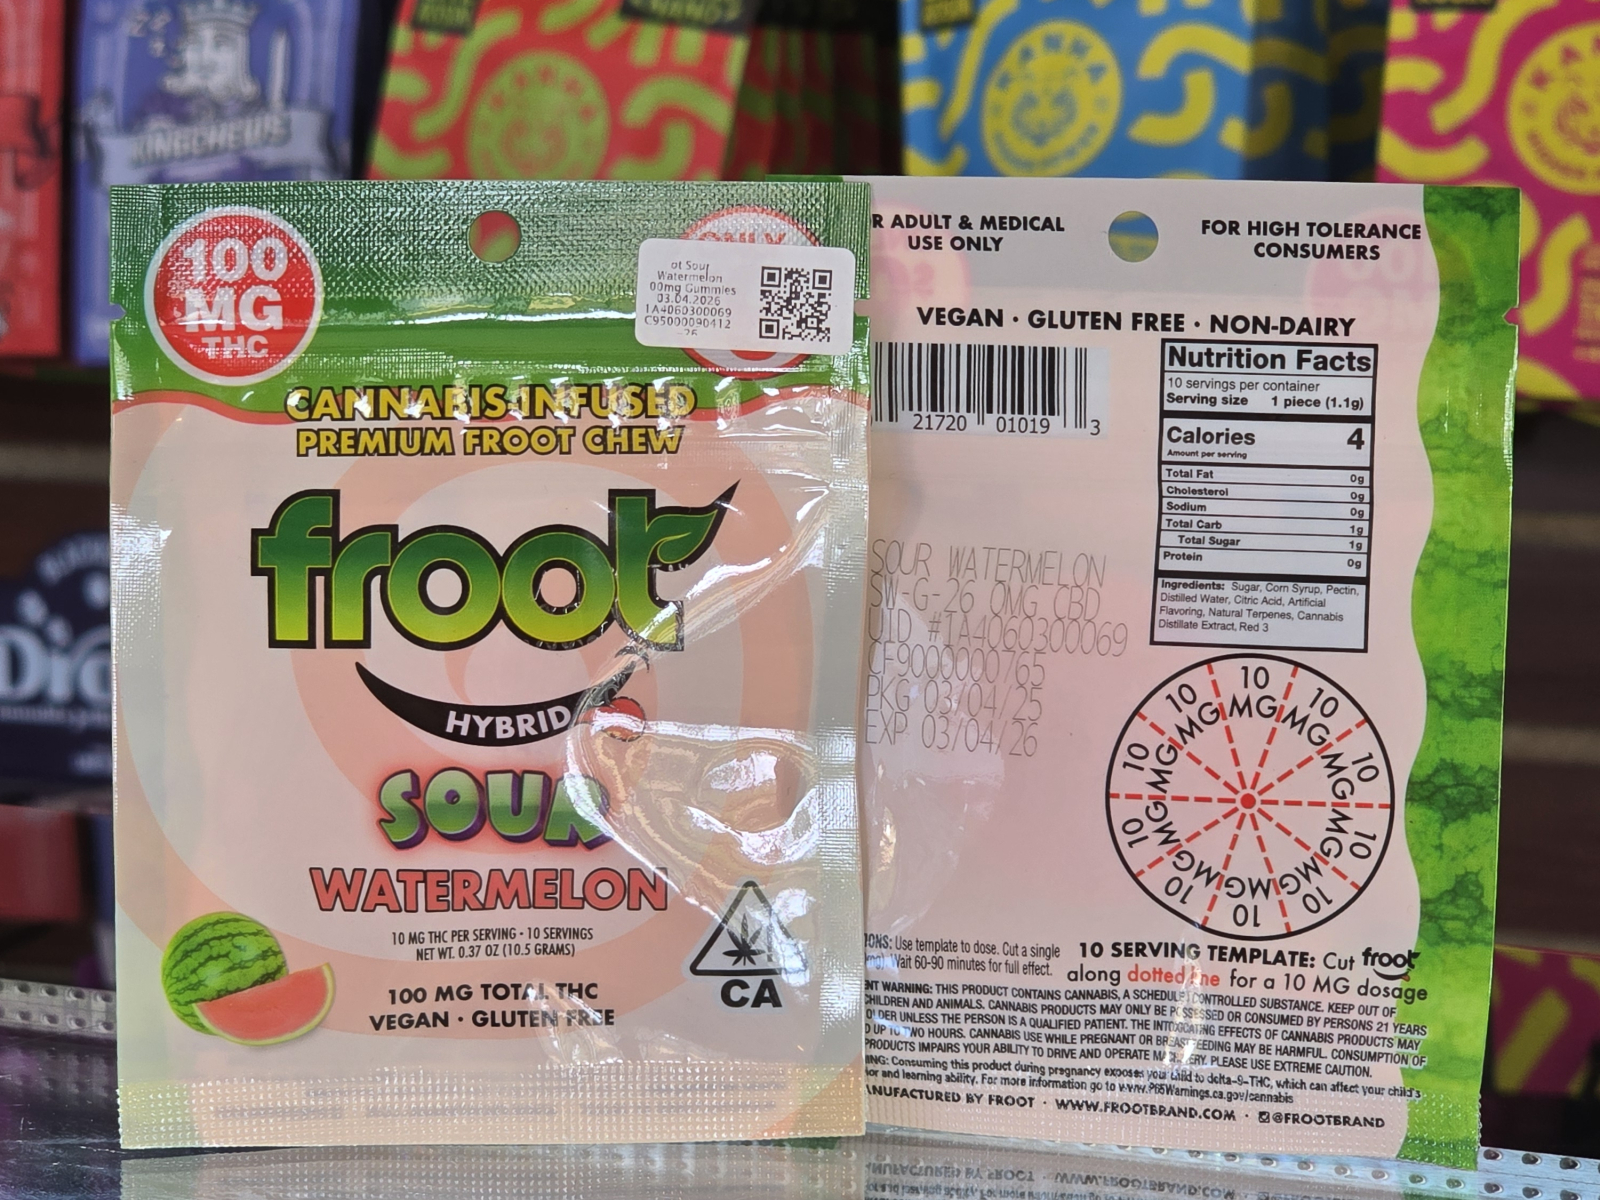 KINGCHEWS
KANHA
100
MG
THC
ONLY
ot Sour
Watermelon
00mg Gummies
03.04.2026
1A4060300069
C95000090412
-26
CANNABIS-INFUSED
PREMIUM FROOT CHEW
froot
HYBRID
SOUR
WATERMELON
10 MG THC PER SERVING · 10 SERVINGS
NET WT. 0.37 OZ (10.5 GRAMS)
100 MG TOTAL THC
VEGAN · GLUTEN FREE
CA
R ADULT & MEDICAL
USE ONLY
FOR HIGH TOLERANCE
CONSUMERS
VEGAN · GLUTEN FREE · NON-DAIRY
21720 01019 3
Nutrition Facts
10 servings per container
Serving size 1 piece (1.1g)
Calories 4
Amount per serving
Total Fat 0g
Cholesterol 0g
Sodium 0g
Total Carb 1g
Total Sugar 1g
Protein 0g
Ingredients: Sugar, Corn Syrup, Pectin,
Distilled Water, Citric Acid, Artificial
Flavoring, Natural Terpenes, Cannabis
Distillate Extract, Red 3
SOUR WATERMELON
SW-G-26 0MG CBD
UID #1A4060300069
CF9000000765
PKG 03/04/25
EXP 03/04/26
10 MG
10 MG
10 MG
10 MG
10 MG
10 MG
10 MG
10 MG
10 MG
10 MG
IONS: Use template to dose. Cut a single
mg) Wait 60-90 minutes for full effect.
10 SERVING TEMPLATE: Cut froot
along dotted line for a 10 MG dosage
NT WARNING: THIS PRODUCT CONTAINS CANNABIS, A SCHEDULE CONTROLLED SUBSTANCE. KEEP OUT OF
HILDREN AND ANIMALS. CANNABIS PRODUCTS MAY ONLY BE POSSESSED OR CONSUMED BY PERSONS 21 YEARS
OLDER UNLESS THE PERSON IS A QUALIFIED PATIENT. THE INTOXICATING EFFECTS OF CANNABIS PRODUCTS MAY
D UP TO TWO HOURS. CANNABIS USE WHILE PREGNANT OR BREASTFEEDING MAY BE HARMFUL. CONSUMPTION OF
PRODUCTS IMPAIRS YOUR ABILITY TO DRIVE AND OPERATE MACHINERY. PLEASE USE EXTREME CAUTION.
NING: Consuming this product during pregnancy exposes your child to delta-9-THC, which can affect your child's
ior and learning ability. For more information go to www.P65Warnings.ca.gov/cannabis
ANUFACTURED BY FROOT · WWW.FROOTBRAND.COM · @FROOTBRAND